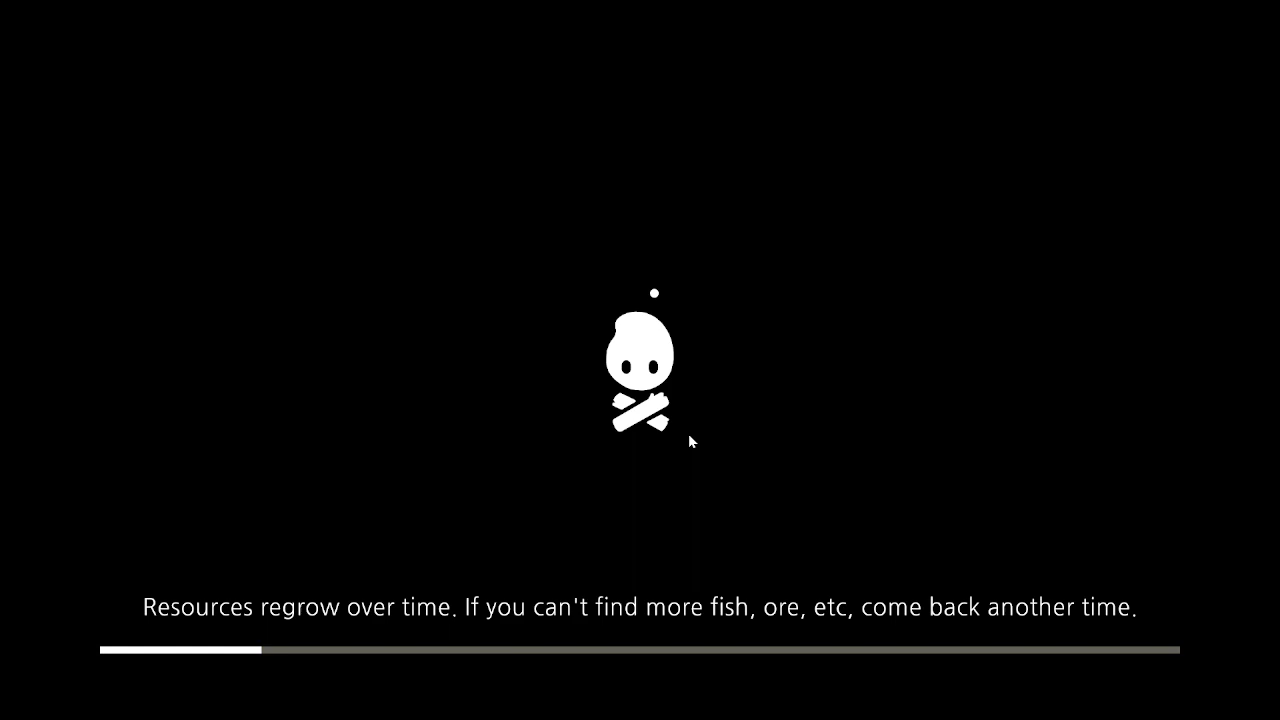 Resources regrow over time. If you can't find more fish, ore, etc, come back another time.